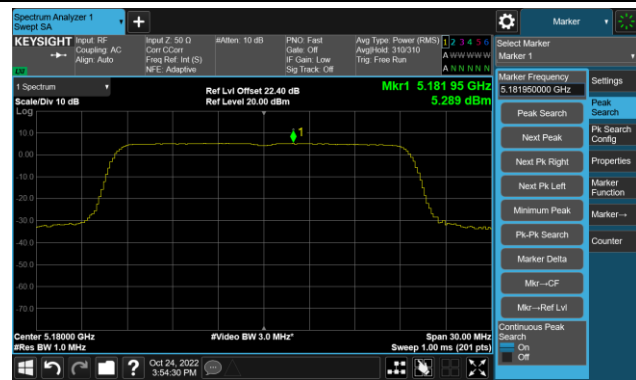 Spectrum Analyzer 1
Swept SA
+
Marker
KEYSIGHT
Input: RF
Coupling: AC
Align: Auto
Input Z: 50 Ω
Corr CCorr
Freq Ref: Int (S)
NFE: Adaptive
#Atten: 10 dB
PNO: Fast
Gate: Off
IF Gain: Low
Sig Track: Off
Avg Type: Power (RMS)
Avg|Hold: 310/310
Trig: Free Run
1 2 3 4 5 6
A W W W W W
A N N N N N
LXI
Select Marker
Marker 1
1 Spectrum
Scale/Div 10 dB
Log
Ref Lvl Offset 22.40 dB
Ref Level 20.00 dBm
Mkr1 5.181 95 GHz
5.289 dBm
1
10.0
0.00
-10.0
-20.0
-30.0
-40.0
-50.0
-60.0
-70.0
Center 5.18000 GHz
#Res BW 1.0 MHz
#Video BW 3.0 MHz*
Span 30.00 MHz
Sweep 1.00 ms (201 pts)
Marker Frequency
5.181950000 GHz
Peak Search
Next Peak
Next Pk Right
Next Pk Left
Minimum Peak
Pk-Pk Search
Marker Delta
Mkr→CF
Mkr→Ref Lvl
Continuous Peak
Search
On
Off
Settings
Peak
Search
Pk Search
Config
Properties
Marker
Function
Marker→
Counter
?
Oct 24, 2022
3:54:30 PM